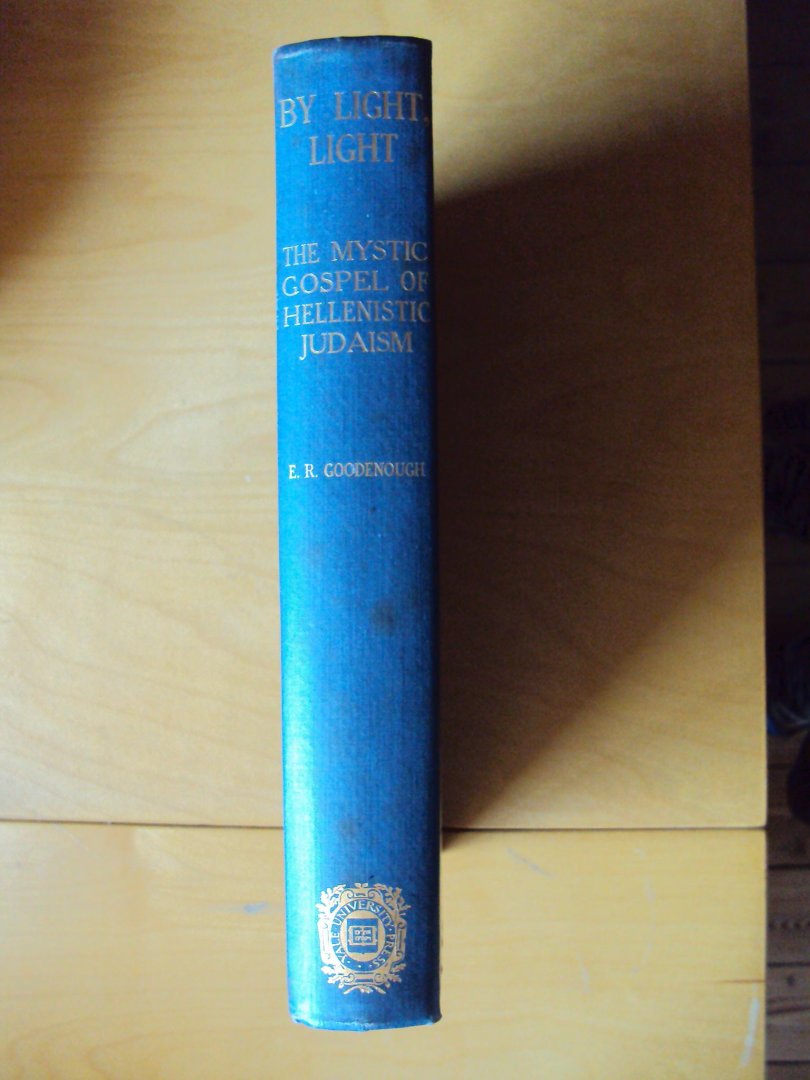 BY LIGHT,
LIGHT
THE MYSTIC
GOSPEL OF
HELLENISTIC
JUDAISM
E. R. GOODENOUGH
YALE UNIVERSITY PRESS